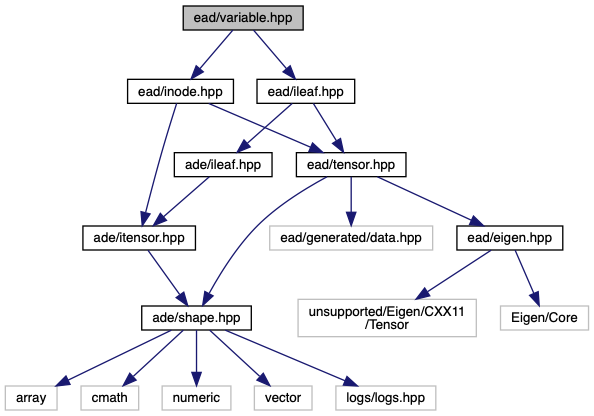 ead/variable.hpp
ead/inode.hpp
ead/ileaf.hpp
ade/ileaf.hpp
ead/tensor.hpp
ade/itensor.hpp
ead/generated/data.hpp
ead/eigen.hpp
ade/shape.hpp
unsupported/Eigen/CXX11
/Tensor
Eigen/Core
array
cmath
numeric
vector
logs/logs.hpp